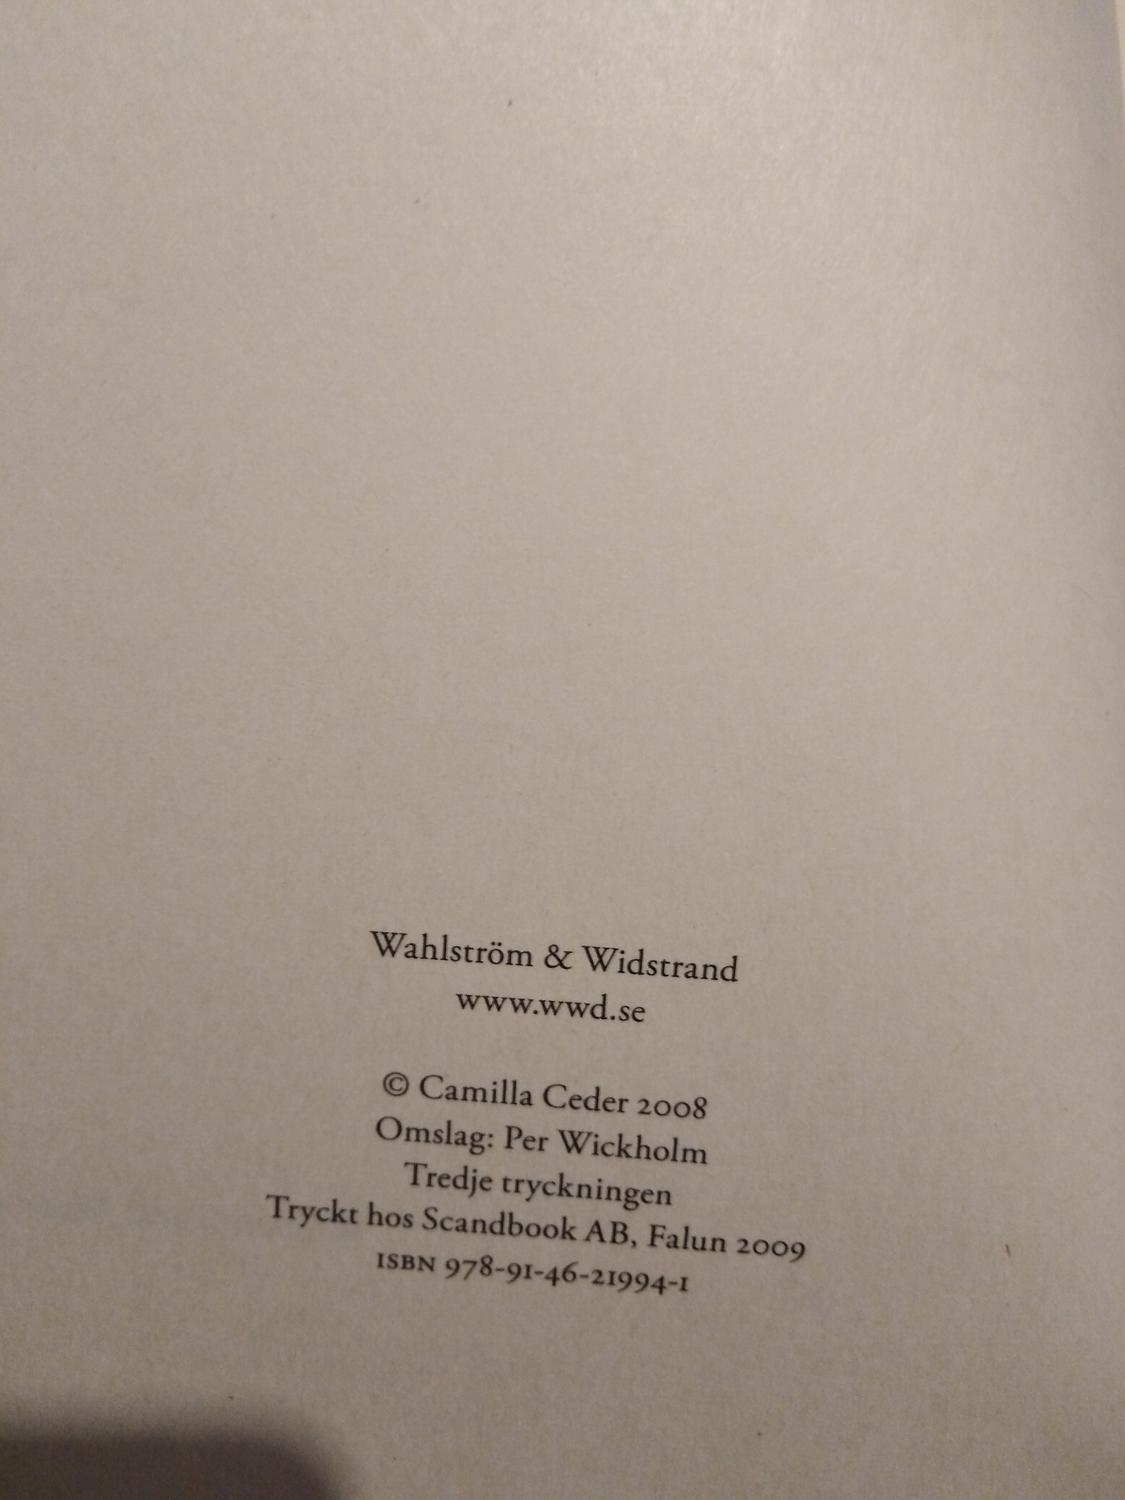 Wahlström & Widstrand
www.wwd.se
© Camilla Ceder 2008
Omslag: Per Wickholm
Tredje tryckningen
Tryckt hos Scandbook AB, Falun 2009
ISBN 978-91-46-21994-1